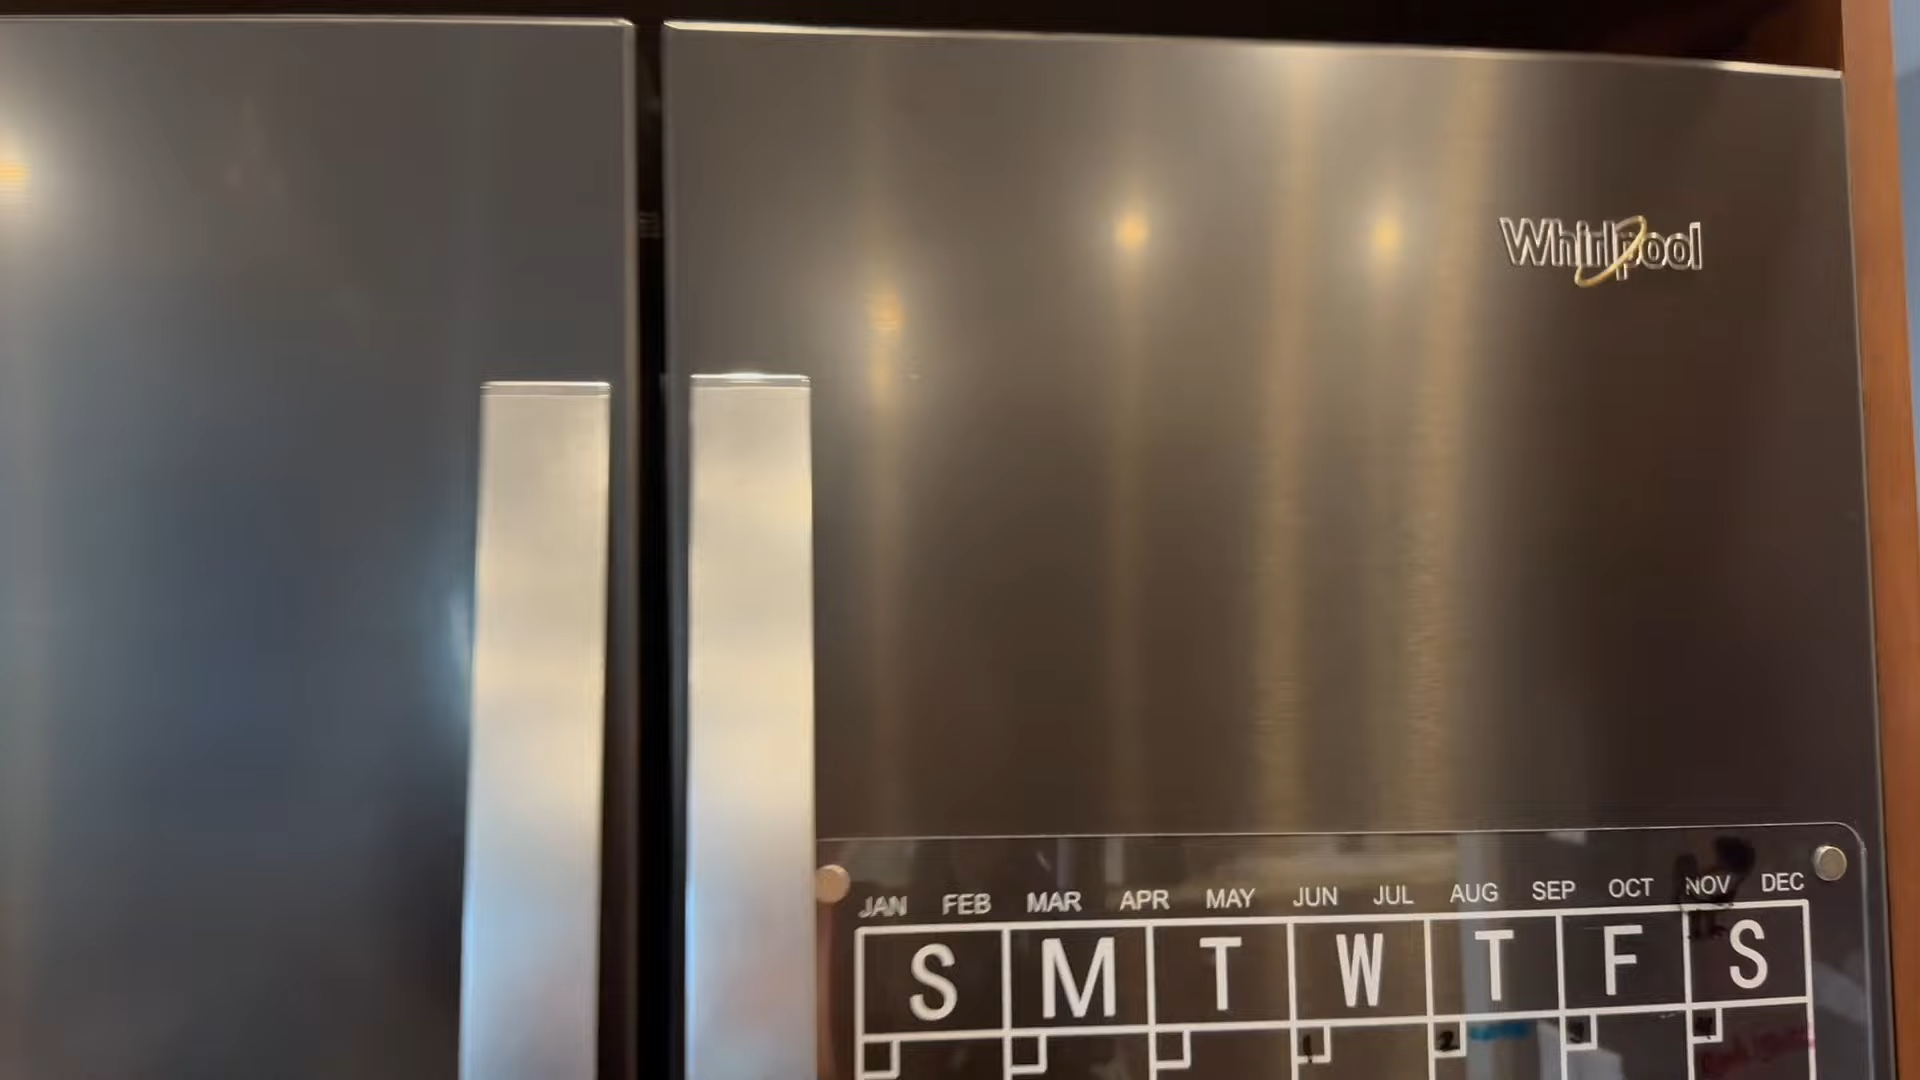 Whirlpool
JAN FEB MAR APR MAY JUN JUL AUG SEP OCT NOV DEC
S M T W T F S
1 2 3 4